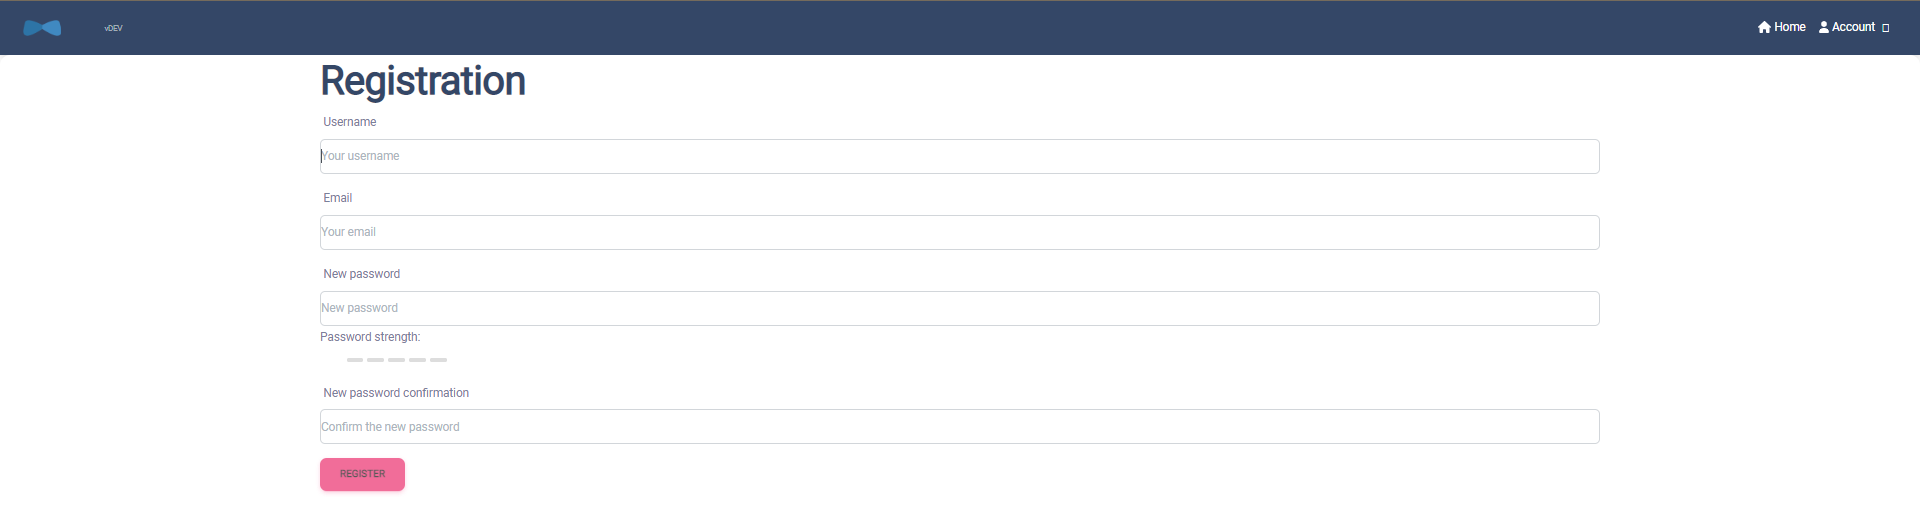 vDEV
Home Account
Registration
Username
Your username
Email
Your email
New password
New password
Password strength:
New password confirmation
Confirm the new password
REGISTER